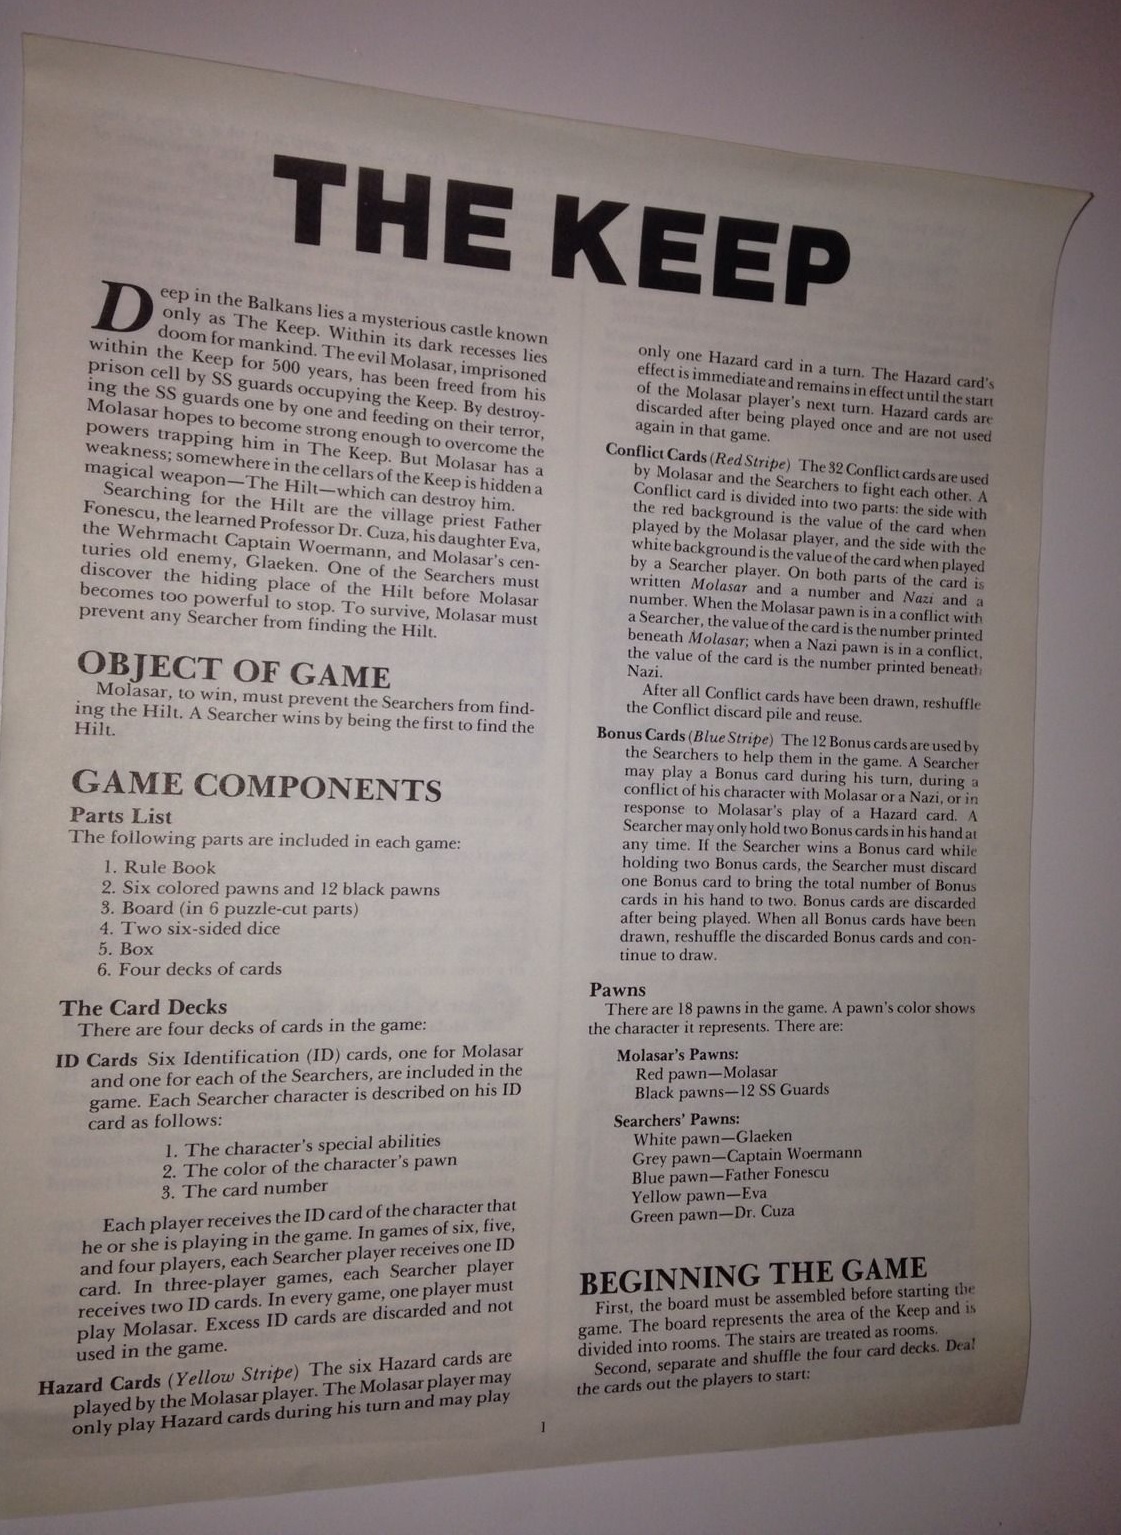 THE KEEP
Deep in the Balkans lies a mysterious castle known
only as The Keep. Within its dark recesses lies
doom for mankind. The evil Molasar, imprisoned
within the Keep for 500 years, has been freed from his
prison cell by SS guards occupying the Keep. By destroy-
ing the SS guards one by one and feeding on their terror,
Molasar hopes to become strong enough to overcome the
powers trapping him in The Keep. But Molasar has a
weakness; somewhere in the cellars of the Keep is hidden a
magical weapon—The Hilt—which can destroy him.
Searching for the Hilt are the village priest Father
Fonescu, the learned Professor Dr. Cuza, his daughter Eva,
the Wehrmacht Captain Woermann, and Molasar's cen-
turies old enemy, Glaeken. One of the Searchers must
discover the hiding place of the Hilt before Molasar
becomes too powerful to stop. To survive, Molasar must
prevent any Searcher from finding the Hilt.
OBJECT OF GAME
Molasar, to win, must prevent the Searchers from find-
ing the Hilt. A Searcher wins by being the first to find the
Hilt.
GAME COMPONENTS
Parts List
The following parts are included in each game:
1. Rule Book
2. Six colored pawns and 12 black pawns
3. Board (in 6 puzzle-cut parts)
4. Two six-sided dice
5. Box
6. Four decks of cards
The Card Decks
There are four decks of cards in the game:
ID Cards Six Identification (ID) cards, one for Molasar
and one for each of the Searchers, are included in the
game. Each Searcher character is described on his ID
card as follows:
1. The character's special abilities
2. The color of the character's pawn
3. The card number
Each player receives the ID card of the character that
he or she is playing in the game. In games of six, five,
and four players, each Searcher player receives one ID
card. In three-player games, each Searcher player
receives two ID cards. In every game, one player must
play Molasar. Excess ID cards are discarded and not
used in the game.
Hazard Cards (Yellow Stripe) The six Hazard cards are
played by the Molasar player. The Molasar player may
only play Hazard cards during his turn and may play
only one Hazard card in a turn. The Hazard card's
effect is immediate and remains in effect until the start
of the Molasar player's next turn. Hazard cards are
discarded after being played once and are not used
again in that game.
Conflict Cards (Red Stripe) The 32 Conflict cards are used
by Molasar and the Searchers to fight each other. A
Conflict card is divided into two parts: the side with
the red background is the value of the card when
played by the Molasar player, and the side with the
white background is the value of the card when played
by a Searcher player. On both parts of the card is
written Molasar and a number and Nazi and a
number. When the Molasar pawn is in a conflict with
a Searcher, the value of the card is the number printed
beneath Molasar; when a Nazi pawn is in a conflict,
the value of the card is the number printed beneath
Nazi.
After all Conflict cards have been drawn, reshuffle
the Conflict discard pile and reuse.
Bonus Cards (Blue Stripe) The 12 Bonus cards are used by
the Searchers to help them in the game. A Searcher
may play a Bonus card during his turn, during a
conflict of his character with Molasar or a Nazi, or in
response to Molasar's play of a Hazard card. A
Searcher may only hold two Bonus cards in his hand at
any time. If the Searcher wins a Bonus card while
holding two Bonus cards, the Searcher must discard
one Bonus card to bring the total number of Bonus
cards in his hand to two. Bonus cards are discarded
after being played. When all Bonus cards have been
drawn, reshuffle the discarded Bonus cards and con-
tinue to draw.
Pawns
There are 18 pawns in the game. A pawn's color shows
the character it represents. There are:
Molasar's Pawns:
Red pawn—Molasar
Black pawns—12 SS Guards
Searchers' Pawns:
White pawn—Glaeken
Grey pawn—Captain Woermann
Blue pawn—Father Fonescu
Yellow pawn—Eva
Green pawn—Dr. Cuza
BEGINNING THE GAME
First, the board must be assembled before starting the
game. The board represents the area of the Keep and is
divided into rooms. The stairs are treated as rooms.
Second, separate and shuffle the four card decks. Deal
the cards out the players to start:
1